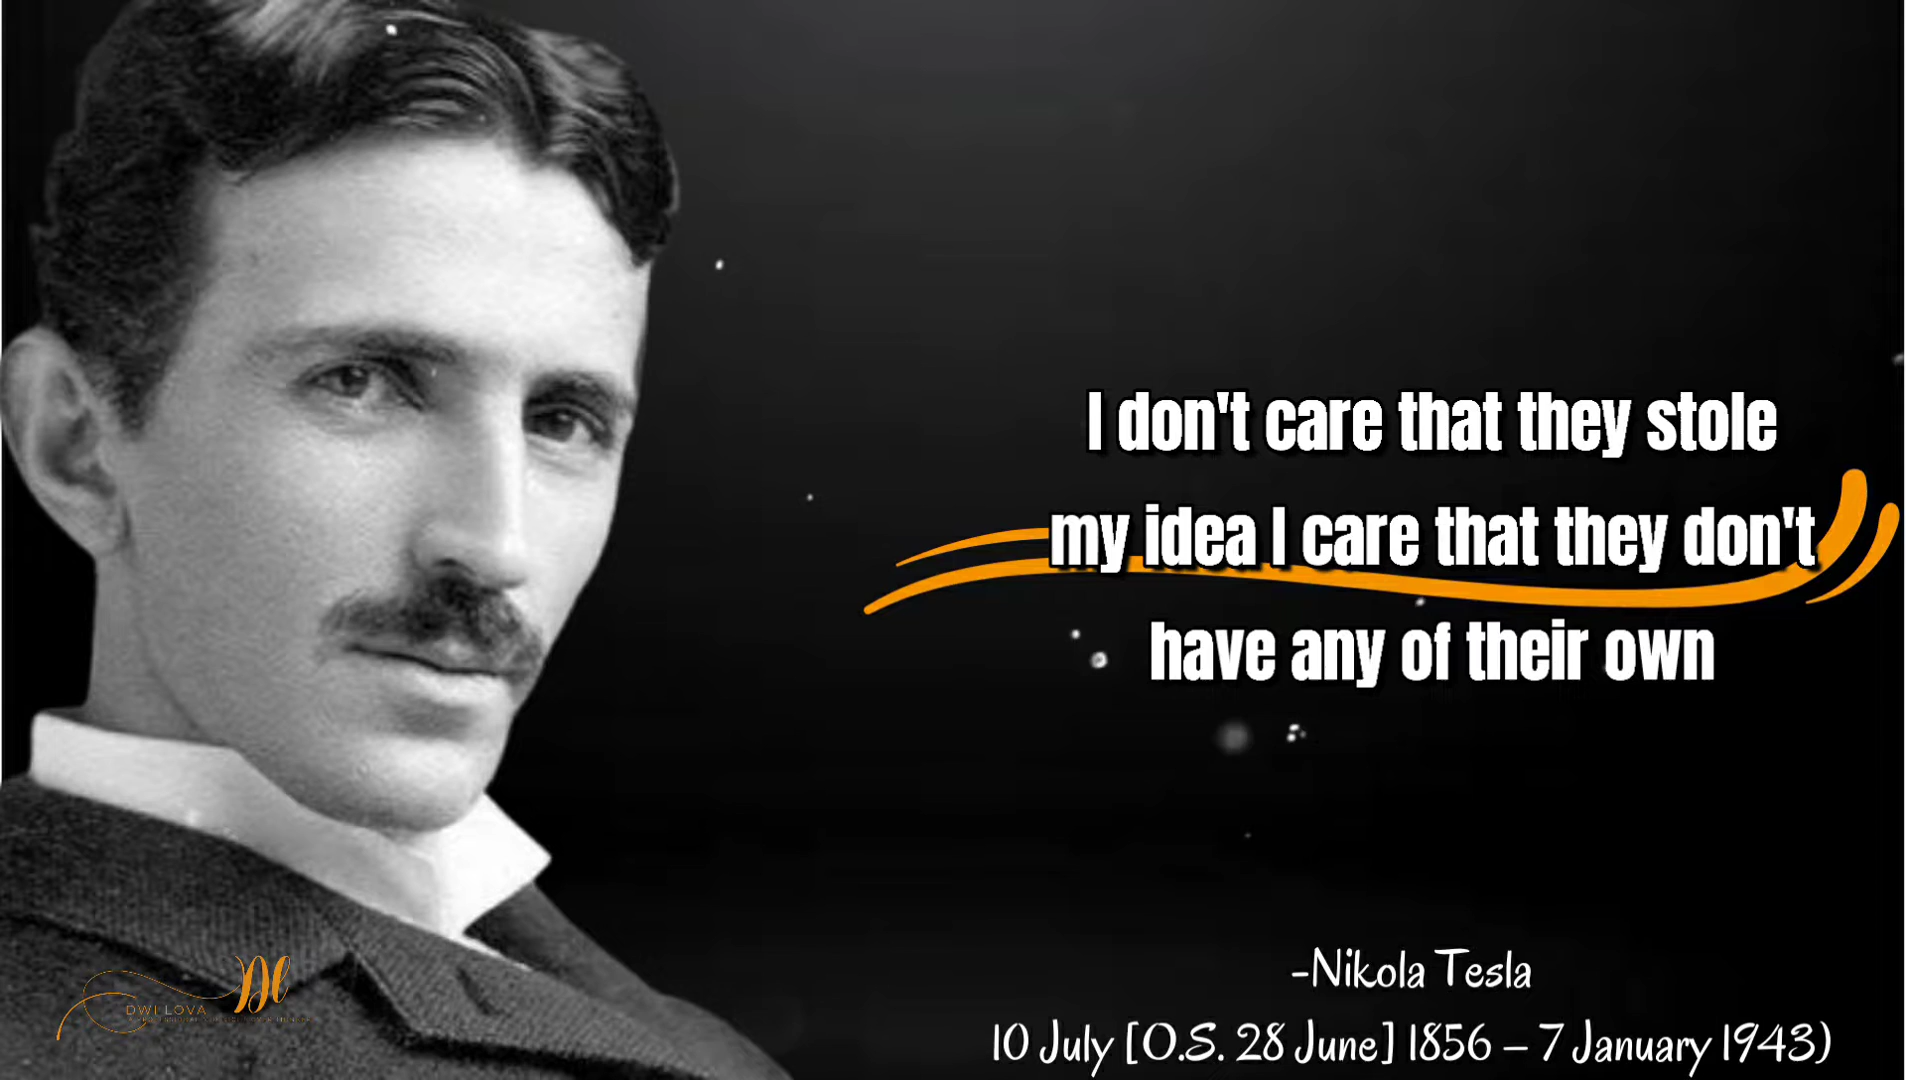 I don't care that they stole
my idea I care that they don't
have any of their own
-Nikola Tesla
10 July [O.S. 28 June] 1856 – 7 January 1943)
Dl
DWI LOVA